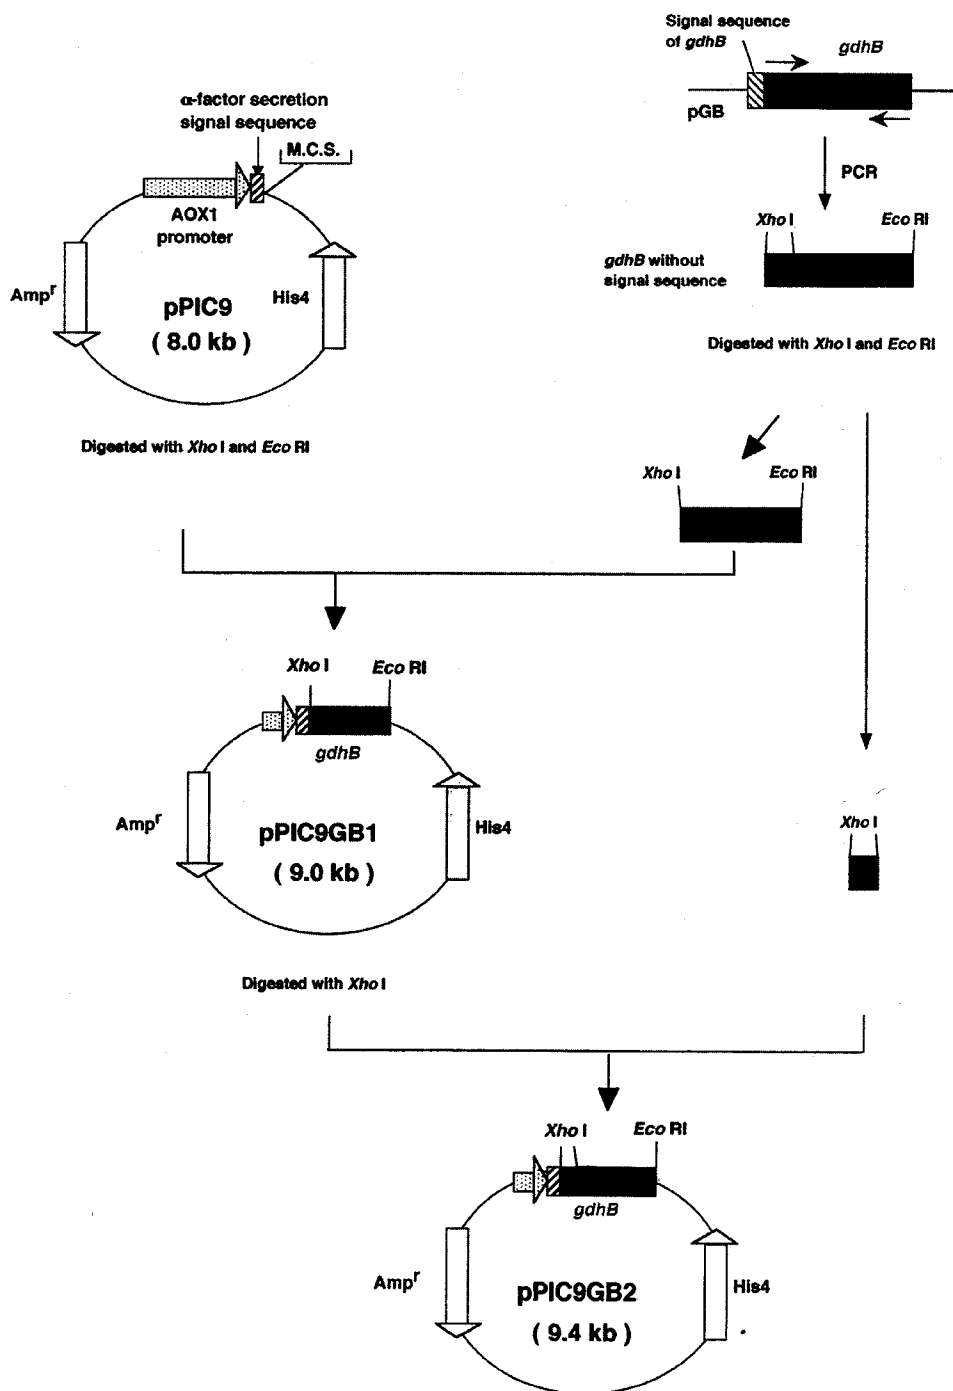 Signal sequence
of gdhB
gdhB
pGB
PCR
α-factor secretion
signal sequence
M.C.S.
AOX1
promoter
Ampr
His4
pPIC9
( 8.0 kb )
Digested with Xho I and Eco RI
Xho I
Eco RI
gdhB without
signal sequence
Digested with Xho I and Eco RI
Xho I
Eco RI
Xho I
Eco RI
gdhB
Ampr
His4
pPIC9GB1
( 9.0 kb )
Digested with Xho I
Xho I
Xho I
Eco RI
gdhB
Ampr
His4
pPIC9GB2
( 9.4 kb )